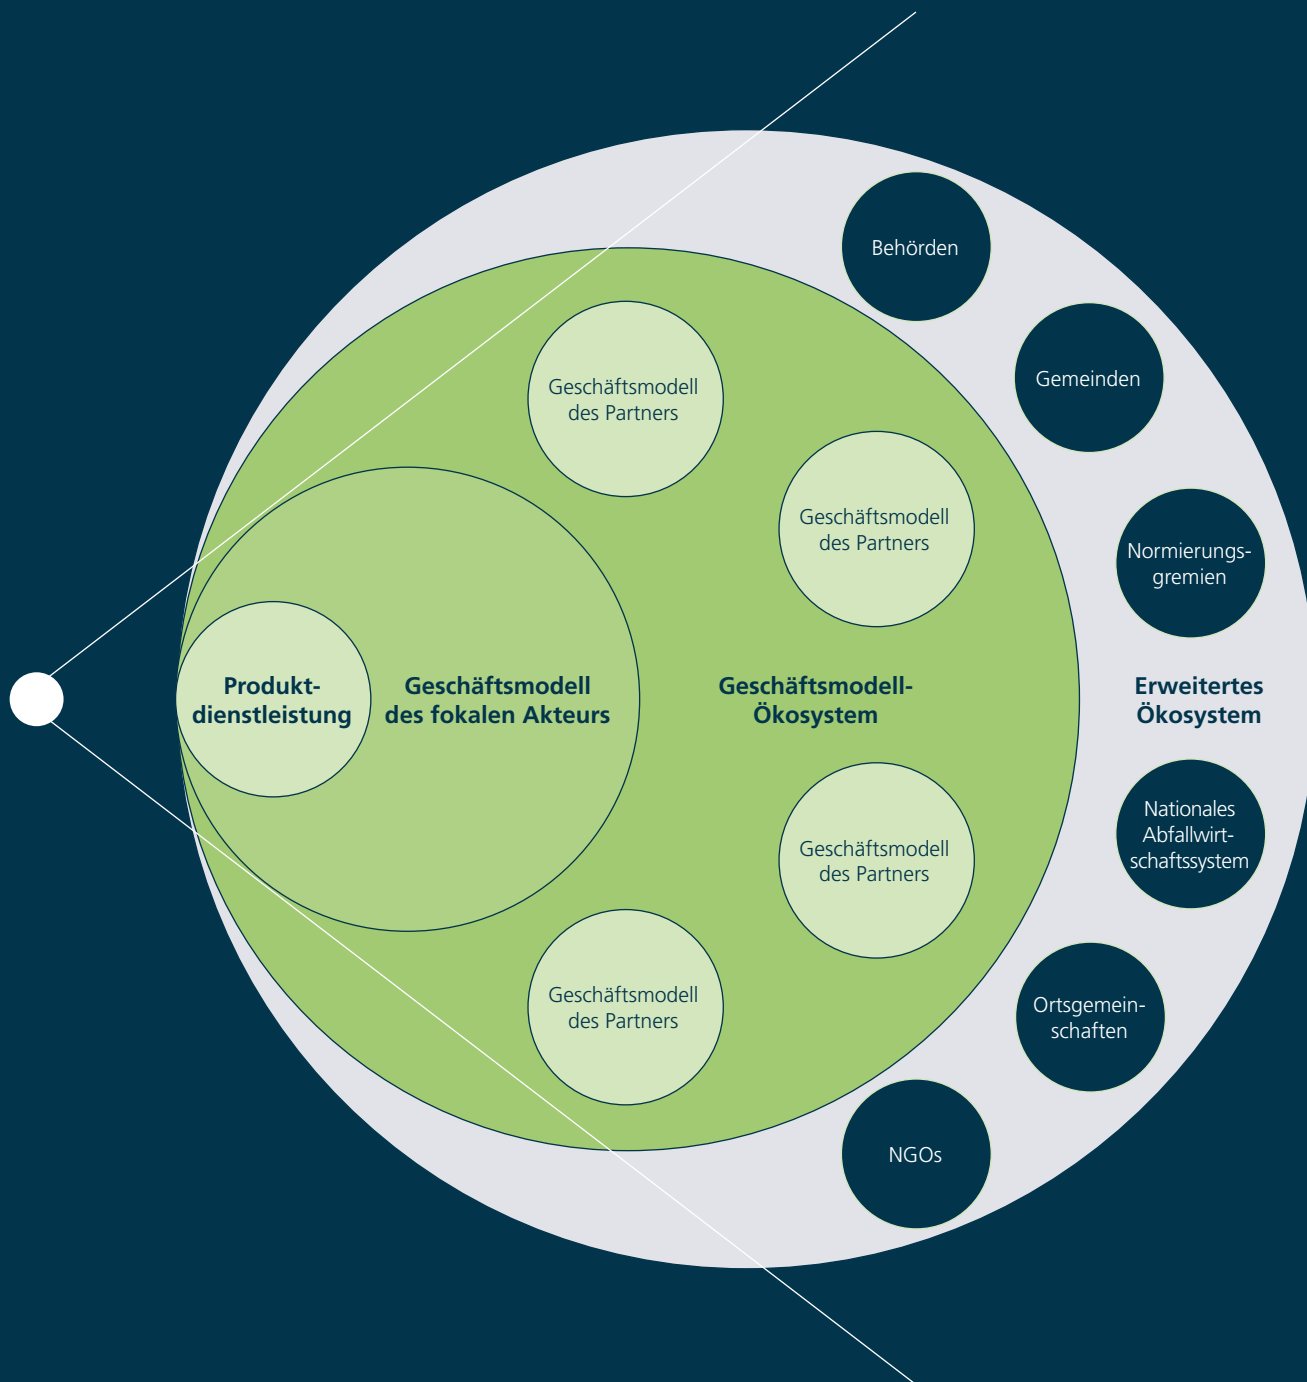 Behörden
Gemeinden
Geschäftsmodell
des Partners
Geschäftsmodell
des Partners
Normierungs-
gremien
Produkt-
dienstleistung
Geschäftsmodell
des fokalen Akteurs
Geschäftsmodell-
Ökosystem
Erweitertes
Ökosystem
Nationales
Abfallwirt-
schaftssystem
Geschäftsmodell
des Partners
Geschäftsmodell
des Partners
Ortsgemein-
schaften
NGOs